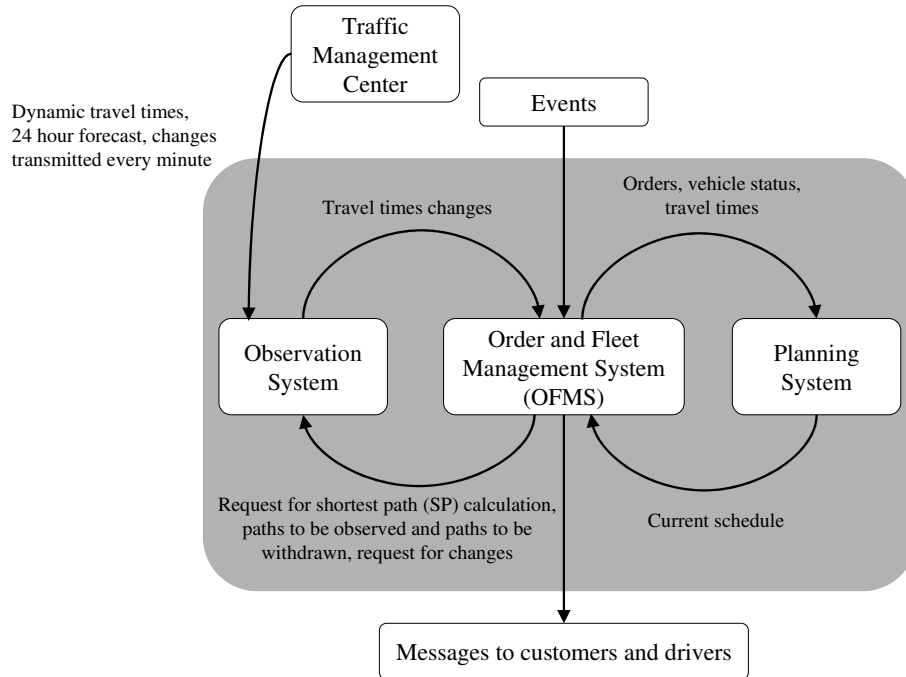 Traffic
Management
Center
Events
Dynamic travel times,
24 hour forecast, changes
transmitted every minute
Orders, vehicle status,
travel times
Travel times changes
Observation
System
Order and Fleet
Management System
(OFMS)
Planning
System
Request for shortest path (SP) calculation,
paths to be observed and paths to be
withdrawn, request for changes
Current schedule
Messages to customers and drivers